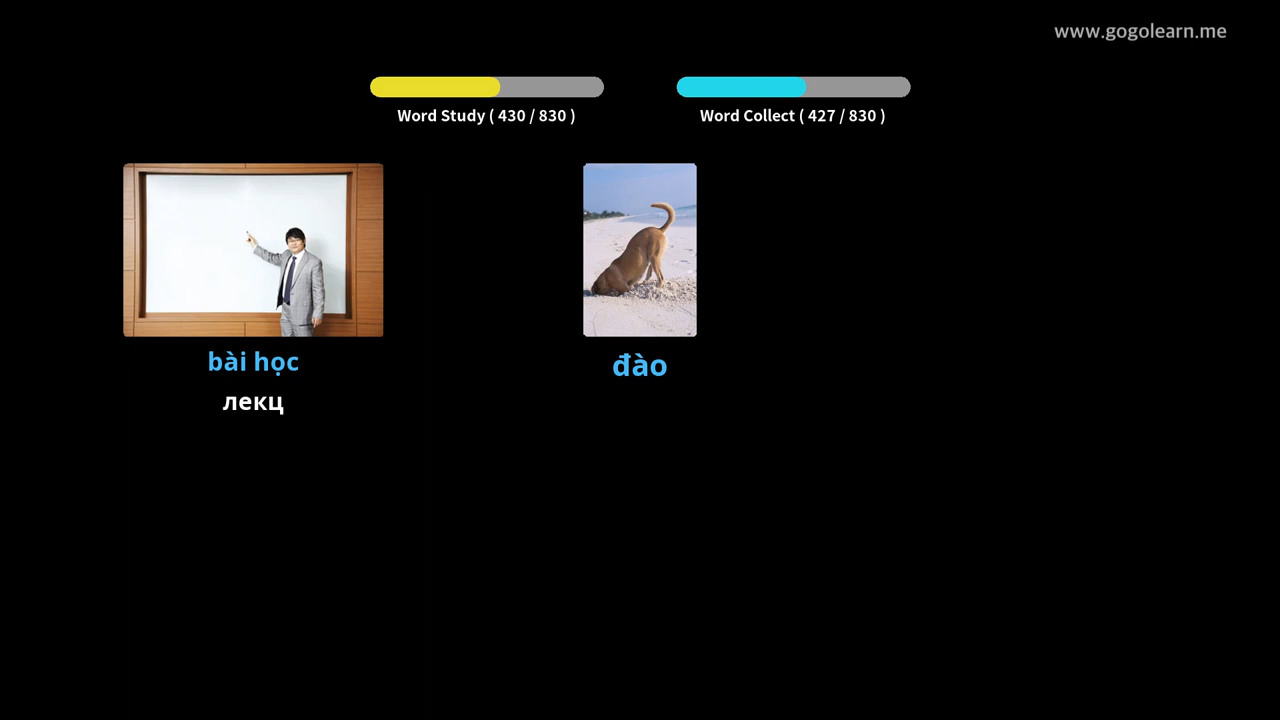 www.gogolearn.me
Word Study ( 430 / 830 )
Word Collect ( 427 / 830 )
bài học
лекц
đào